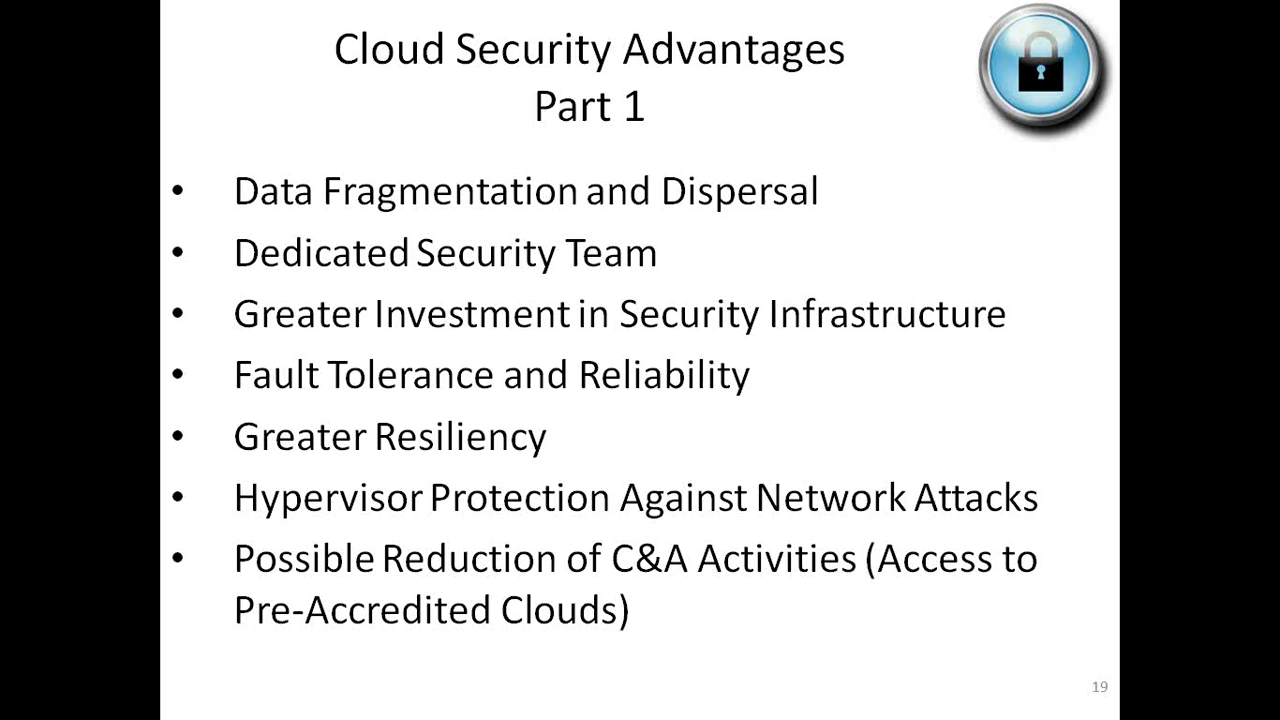 Cloud Security Advantages
Part 1
• Data Fragmentation and Dispersal
• Dedicated Security Team
• Greater Investment in Security Infrastructure
• Fault Tolerance and Reliability
• Greater Resiliency
• Hypervisor Protection Against Network Attacks
• Possible Reduction of C&A Activities (Access to
Pre-Accredited Clouds)
19